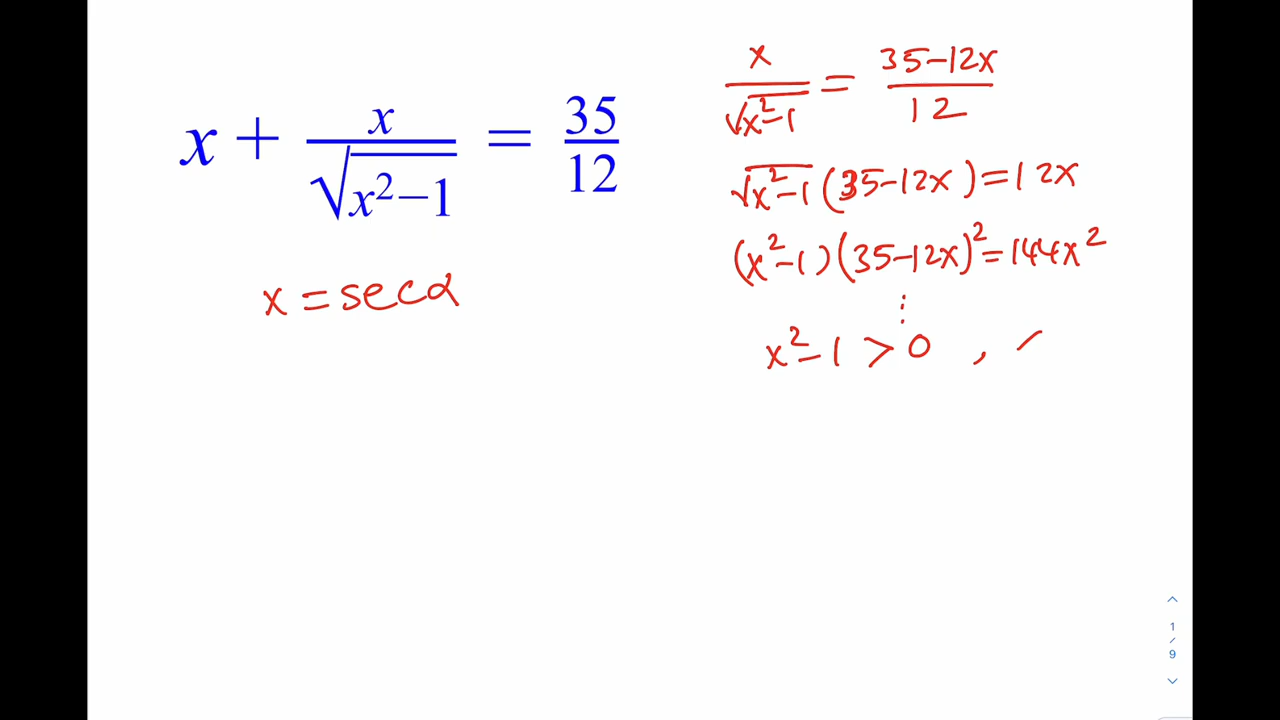 x + x/√(x²−1) = 35/12
x = secα
x/√(x²−1) = (35−12x)/12
√(x²−1) (35−12x) = 12x
(x²−1)(35−12x)² = 144x²
⋮
x²−1 > 0 ,
1
/
9